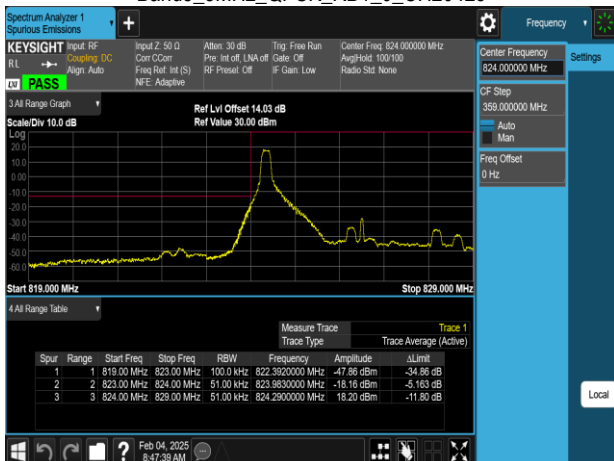 Spectrum Analyzer 1
Spurious Emissions
Frequency
KEYSIGHT
RL
Input: RF
Coupling: DC
Align: Auto
Input Z: 50 Ω
Corr CCorr
Freq Ref: Int (S)
NFE: Adaptive
Atten: 30 dB
Pre: Int off, LNA off
RF Preset: Off
Trig: Free Run
Gate: Off
IF Gain: Low
Center Freq: 824.000000 MHz
Avg|Hold: 100/100
Radio Std: None
LXI PASS
3 All Range Graph
Scale/Div 10.0 dB
Ref Lvl Offset 14.03 dB
Ref Value 30.00 dBm
Log
20.0
10.0
0.00
-10.0
-20.0
-30.0
-40.0
-50.0
-60.0
Start 819.000 MHz
Stop 829.000 MHz
4 All Range Table
Measure Trace Trace 1
Trace Type Trace Average (Active)
Spur Range Start Freq Stop Freq RBW Frequency Amplitude ΔLimit
1 1 819.00 MHz 823.00 MHz 100.0 kHz 822.3920000 MHz -47.86 dBm -34.86 dB
2 2 823.00 MHz 824.00 MHz 51.00 kHz 823.9830000 MHz -18.16 dBm -5.163 dB
3 3 824.00 MHz 829.00 MHz 51.00 kHz 824.2900000 MHz 18.20 dBm -11.80 dB
Feb 04, 2025
8:47:39 AM
Center Frequency
824.000000 MHz
CF Step
359.000000 MHz
Auto
Man
Freq Offset
0 Hz
Settings
Local